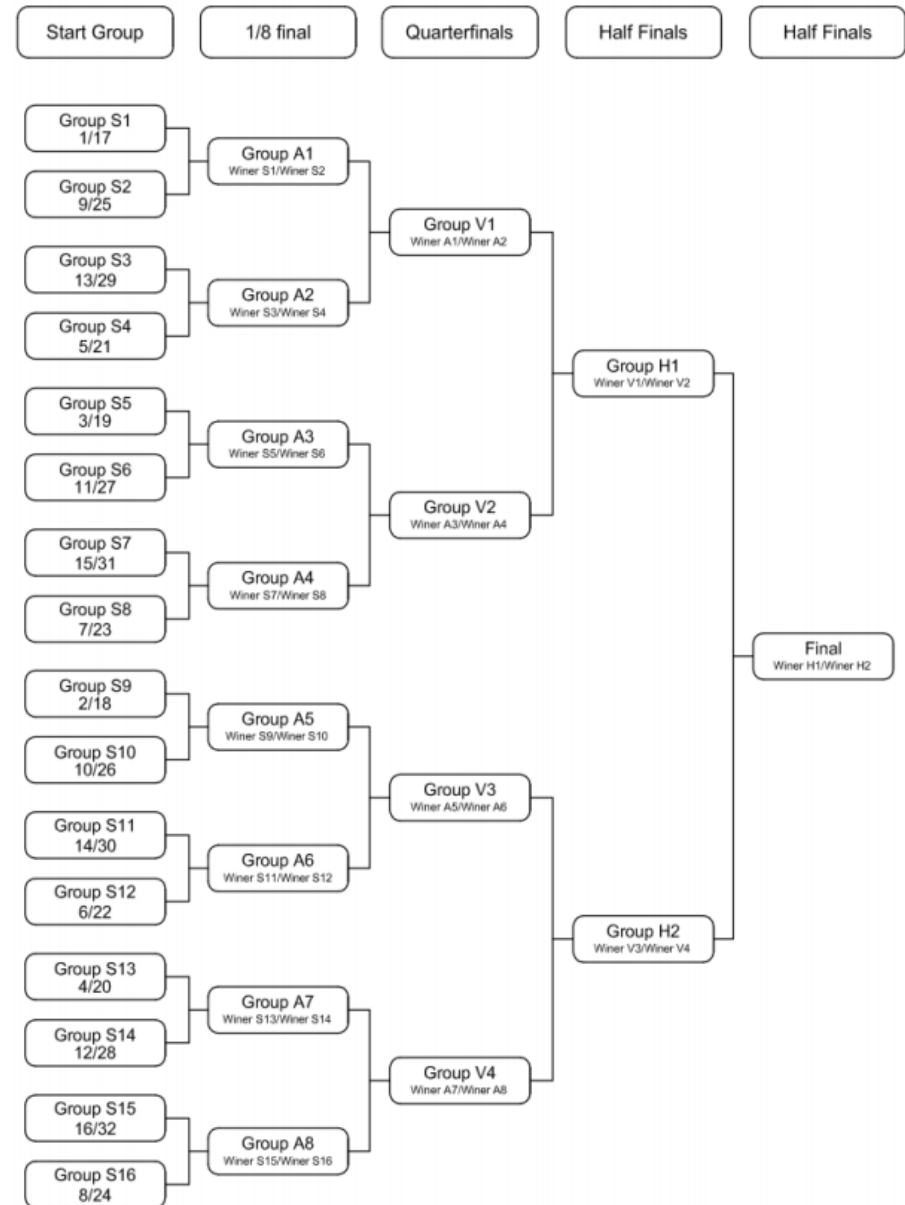 Start Group
1/8 final
Quarterfinals
Half Finals
Half Finals
Group S1
1/17
Group S2
9/25
Group S3
13/29
Group S4
5/21
Group S5
3/19
Group S6
11/27
Group S7
15/31
Group S8
7/23
Group S9
2/18
Group S10
10/26
Group S11
14/30
Group S12
6/22
Group S13
4/20
Group S14
12/28
Group S15
16/32
Group S16
8/24
Group A1
Winer S1/Winer S2
Group A2
Winer S3/Winer S4
Group A3
Winer S5/Winer S6
Group A4
Winer S7/Winer S8
Group A5
Winer S9/Winer S10
Group A6
Winer S11/Winer S12
Group A7
Winer S13/Winer S14
Group A8
Winer S15/Winer S16
Group V1
Winer A1/Winer A2
Group V2
Winer A3/Winer A4
Group V3
Winer A5/Winer A6
Group V4
Winer A7/Winer A8
Group H1
Winer V1/Winer V2
Group H2
Winer V3/Winer V4
Final
Winer H1/Winer H2